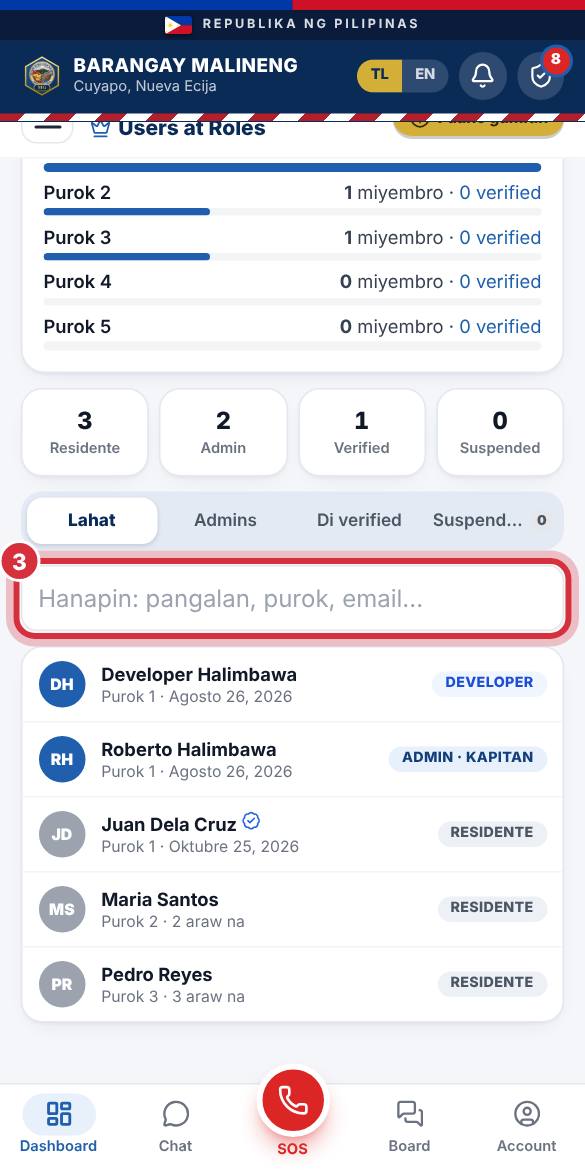 REPUBLIKA NG PILIPINAS
BARANGAY MALINENG
Cuyapo, Nueva Ecija
TL EN
8
Users at Roles
Purok 2 1 miyembro · 0 verified
Purok 3 1 miyembro · 0 verified
Purok 4 0 miyembro · 0 verified
Purok 5 0 miyembro · 0 verified
3 2 1 0
Residente Admin Verified Suspended
Lahat Admins Di verified Suspend... 0
3
Hanapin: pangalan, purok, email...
DH Developer Halimbawa DEVELOPER
Purok 1 · Agosto 26, 2026
RH Roberto Halimbawa ADMIN · KAPITAN
Purok 1 · Agosto 26, 2026
JD Juan Dela Cruz RESIDENTE
Purok 1 · Oktubre 25, 2026
MS Maria Santos RESIDENTE
Purok 2 · 2 araw na
PR Pedro Reyes RESIDENTE
Purok 3 · 3 araw na
Dashboard Chat SOS Board Account